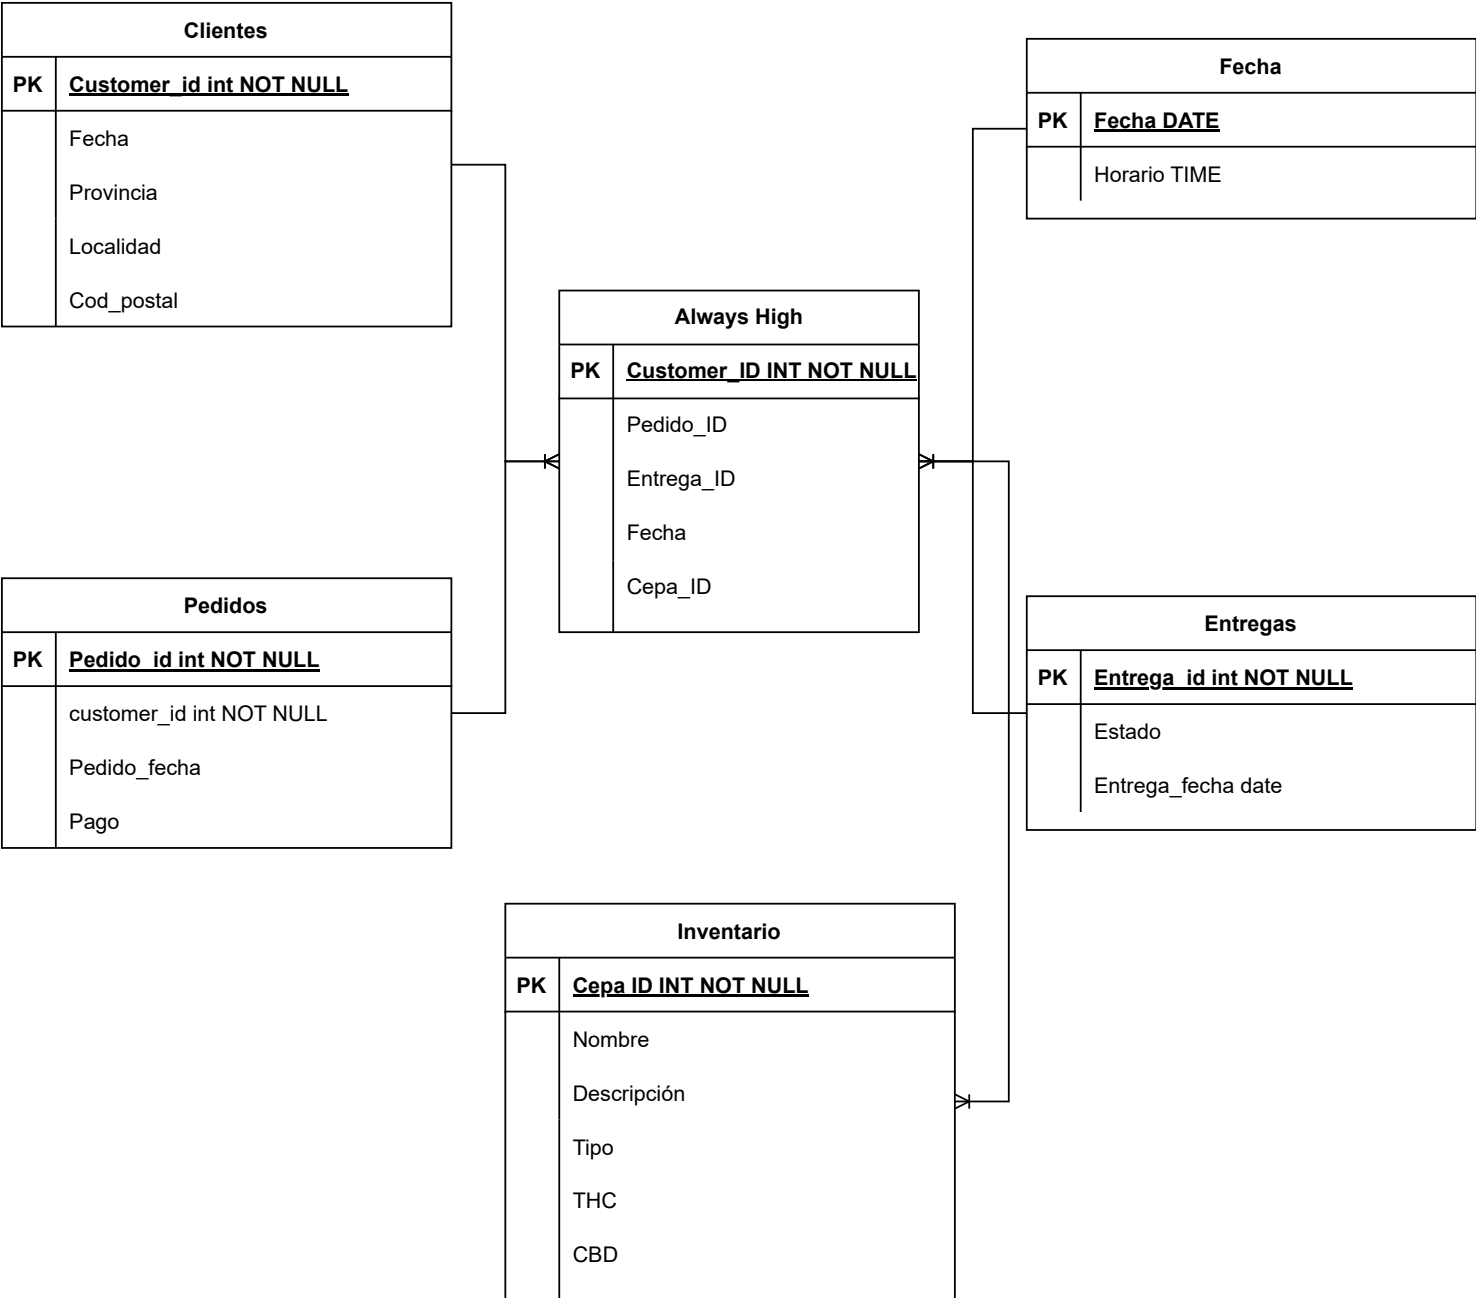 Clientes
PK Customer_id int NOT NULL
Fecha
Provincia
Localidad
Cod_postal
Fecha
PK Fecha DATE
Horario TIME
Always High
PK Customer_ID INT NOT NULL
Pedido_ID
Entrega_ID
Fecha
Cepa_ID
Pedidos
PK Pedido_id int NOT NULL
customer_id int NOT NULL
Pedido_fecha
Pago
Entregas
PK Entrega_id int NOT NULL
Estado
Entrega_fecha date
Inventario
PK Cepa ID INT NOT NULL
Nombre
Descripción
Tipo
THC
CBD